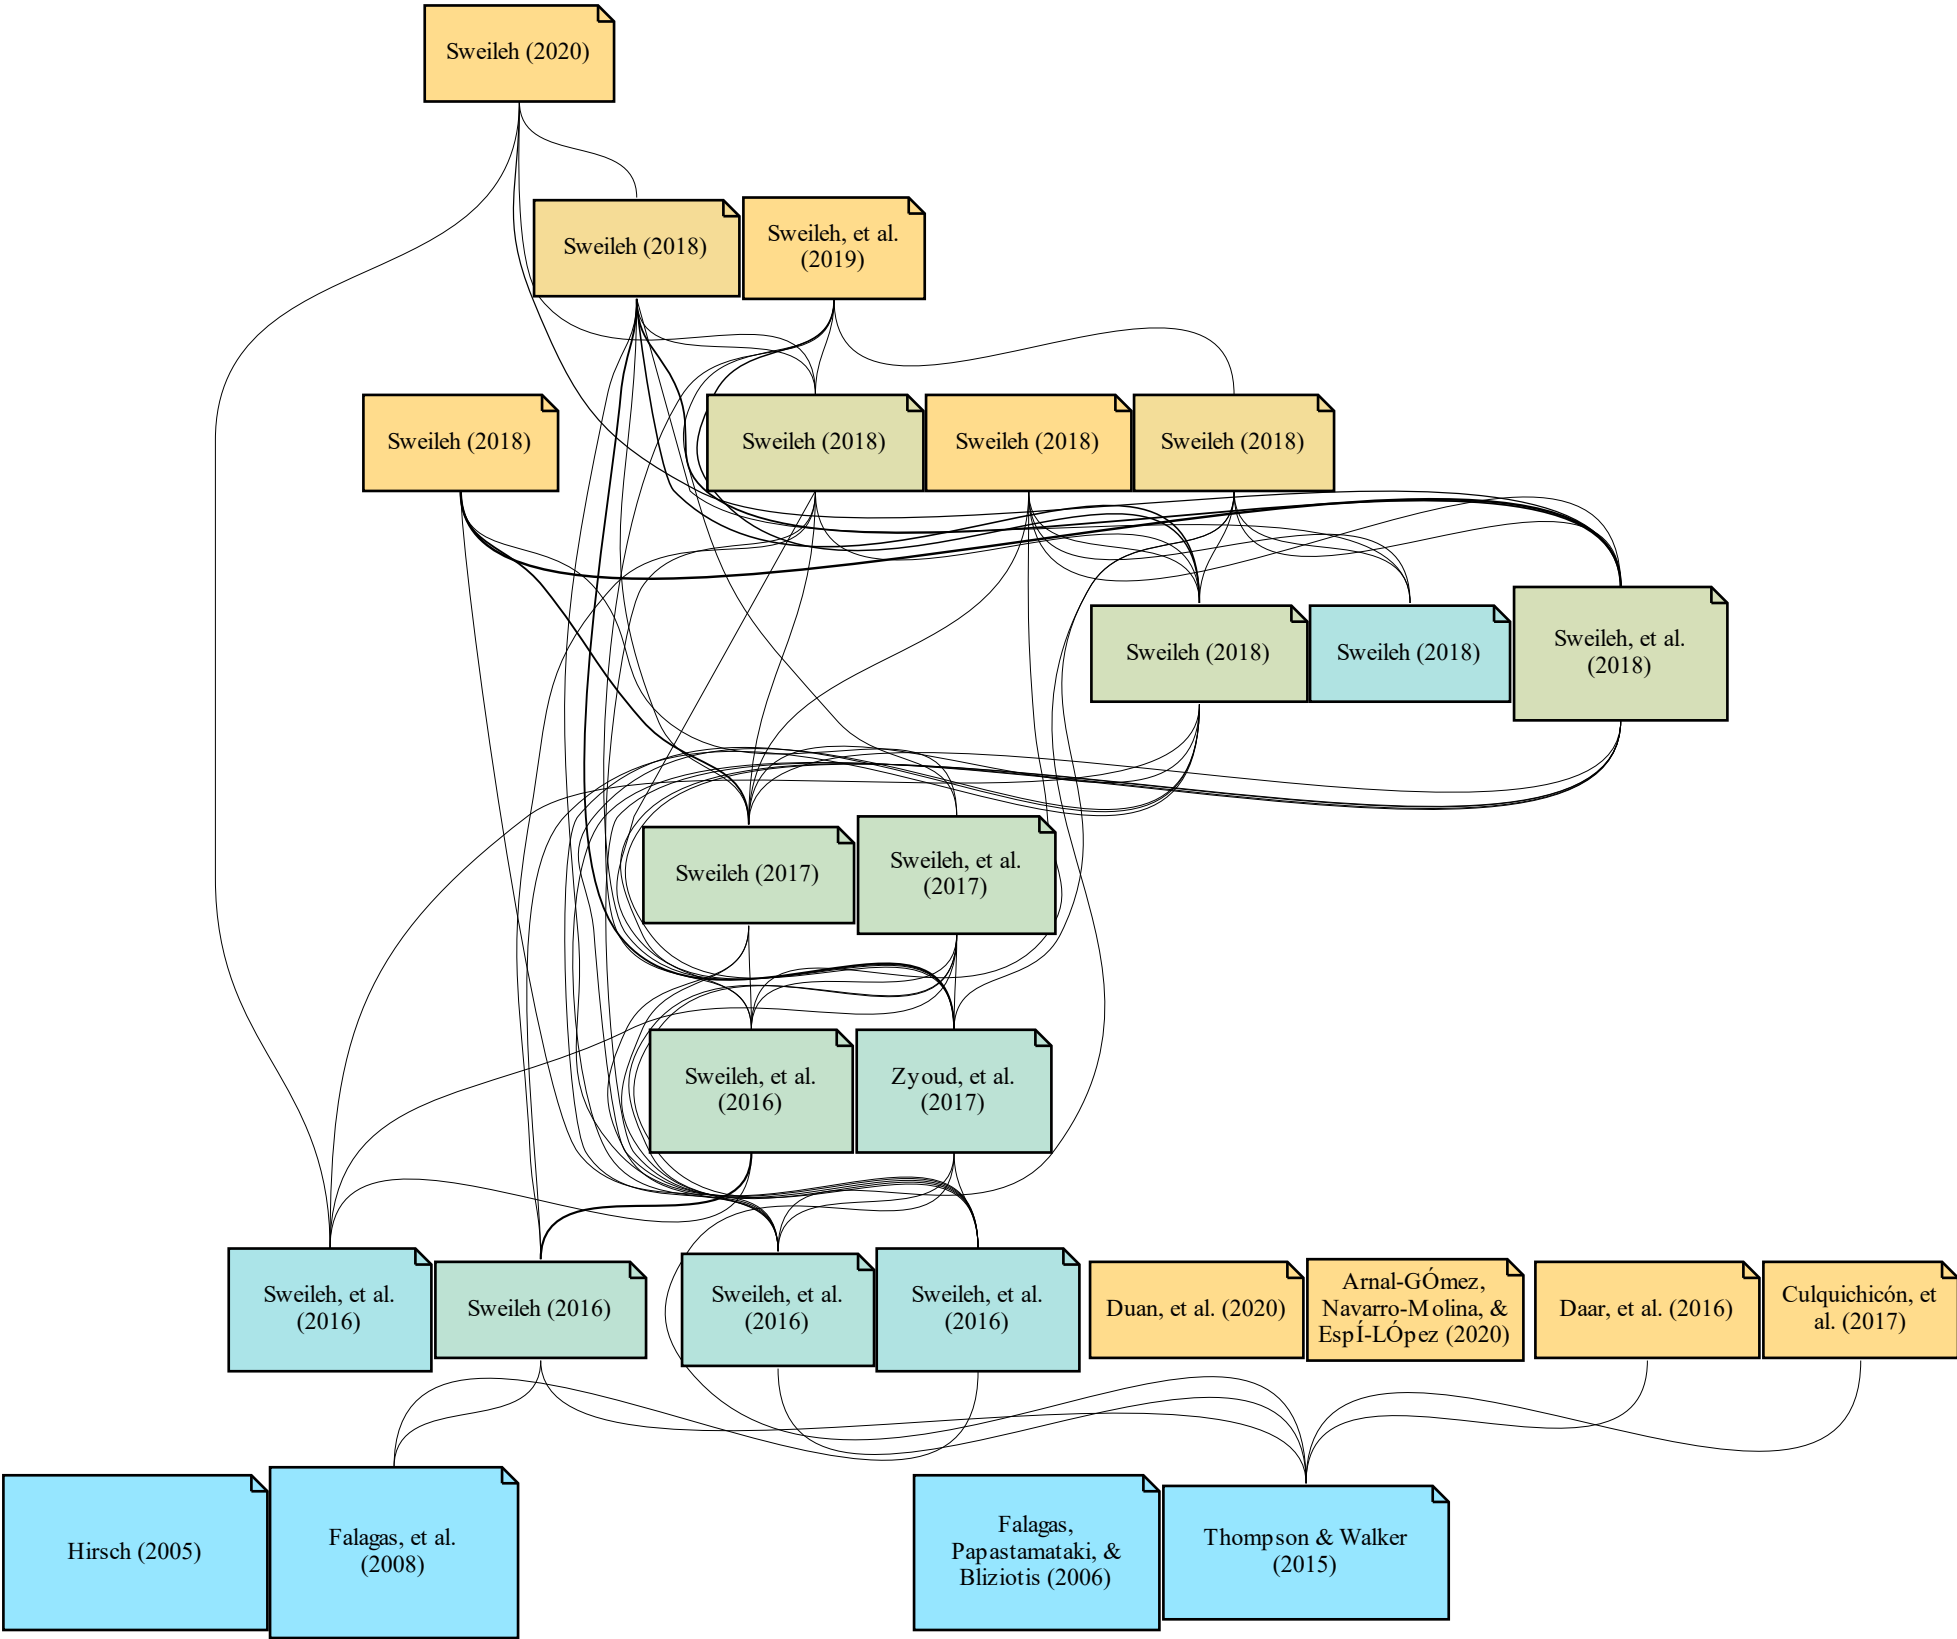 Sweileh (2020)
Sweileh (2018)
Sweileh, et al.
(2019)
Sweileh (2018)
Sweileh (2018)
Sweileh (2018)
Sweileh (2018)
Sweileh (2018)
Sweileh (2018)
Sweileh, et al.
(2018)
Sweileh (2017)
Sweileh, et al.
(2017)
Sweileh, et al.
(2016)
Zyoud, et al.
(2017)
Sweileh, et al.
(2016)
Sweileh (2016)
Sweileh, et al.
(2016)
Sweileh, et al.
(2016)
Duan, et al. (2020)
Arnal-GÓmez,
Navarro-Molina, &
EspÍ-LÓpez (2020)
Daar, et al. (2016)
Culquichicón, et
al. (2017)
Hirsch (2005)
Falagas, et al.
(2008)
Falagas,
Papastamataki, &
Bliziotis (2006)
Thompson & Walker
(2015)